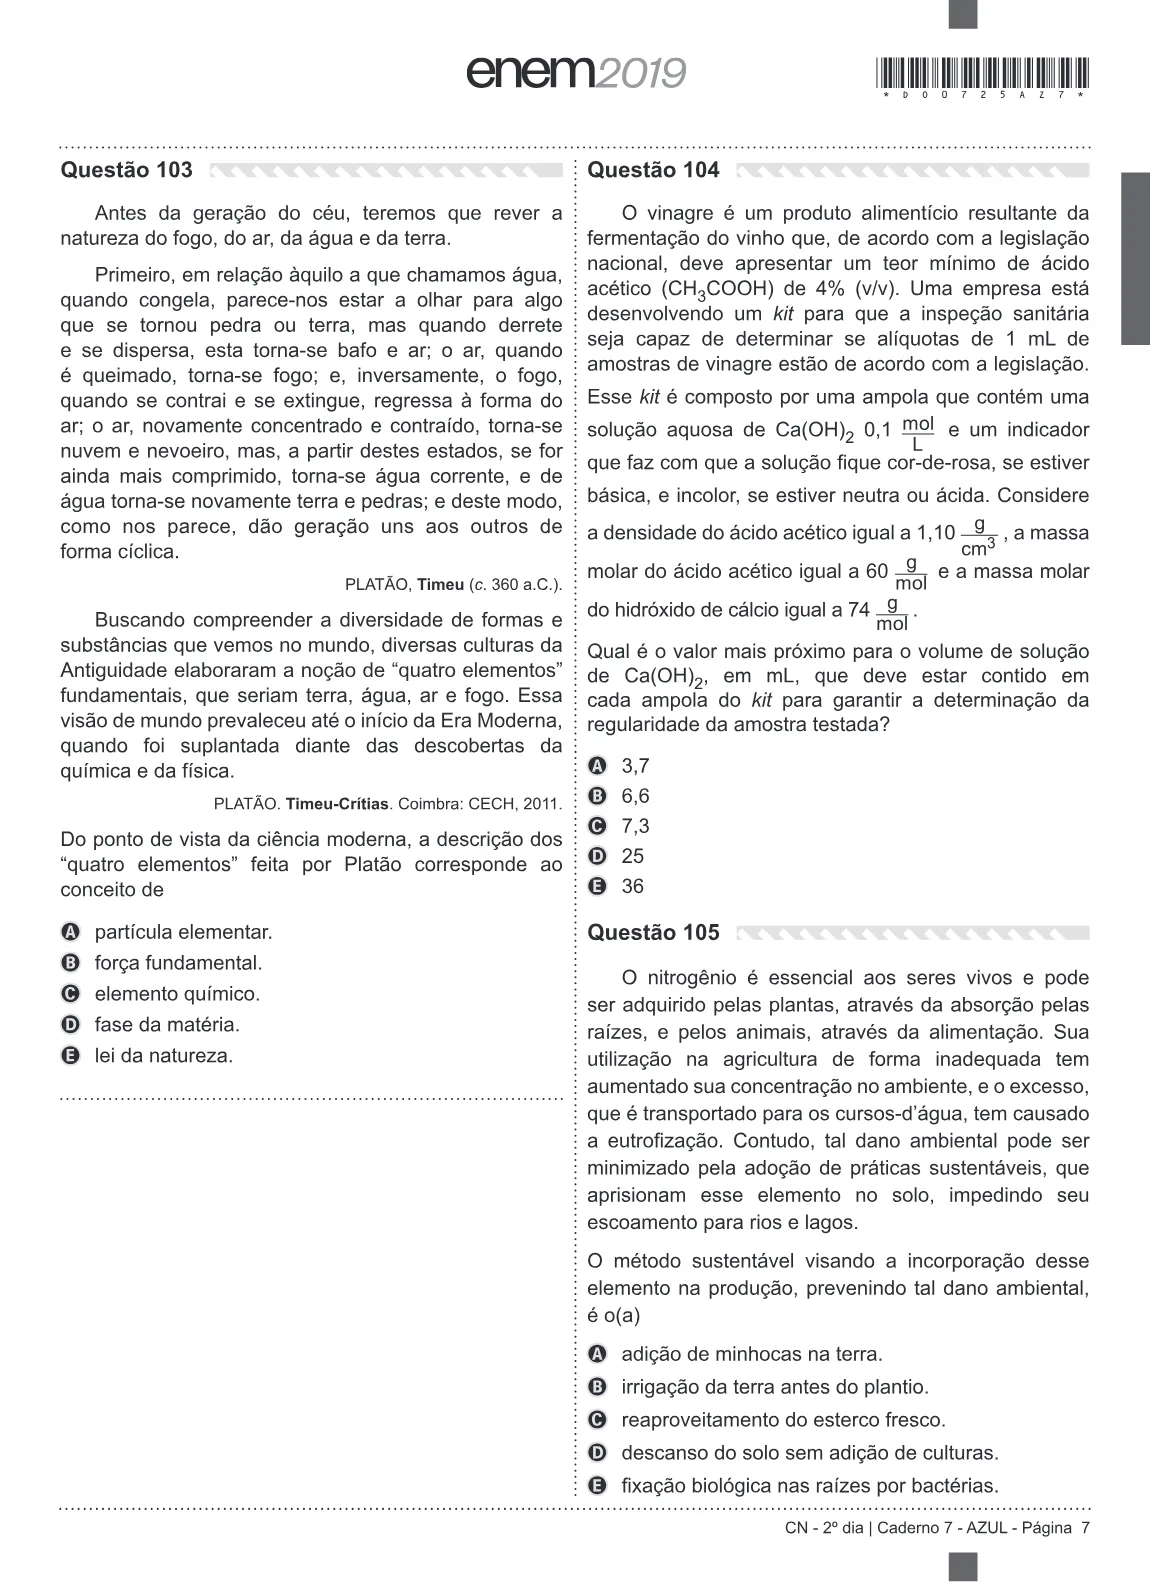 enem2019
*D0O725AZ7*
Questão 103
Antes da geração do céu, teremos que rever a
natureza do fogo, do ar, da água e da terra.
Primeiro, em relação àquilo a que chamamos água,
quando congela, parece-nos estar a olhar para algo
que se tornou pedra ou terra, mas quando derrete
e se dispersa, esta torna-se bafo e ar; o ar, quando
é queimado, torna-se fogo; e, inversamente, o fogo,
quando se contrai e se extingue, regressa à forma do
ar; o ar, novamente concentrado e contraído, torna-se
nuvem e nevoeiro, mas, a partir destes estados, se for
ainda mais comprimido, torna-se água corrente, e de
água torna-se novamente terra e pedras; e deste modo,
como nos parece, dão geração uns aos outros de
forma cíclica.
PLATÃO, Timeu (c. 360 a.C.).
Buscando compreender a diversidade de formas e
substâncias que vemos no mundo, diversas culturas da
Antiguidade elaboraram a noção de “quatro elementos”
fundamentais, que seriam terra, água, ar e fogo. Essa
visão de mundo prevaleceu até o início da Era Moderna,
quando foi suplantada diante das descobertas da
química e da física.
PLATÃO. Timeu-Crítias. Coimbra: CECH, 2011.
Do ponto de vista da ciência moderna, a descrição dos
“quatro elementos” feita por Platão corresponde ao
conceito de
A partícula elementar.
B força fundamental.
C elemento químico.
D fase da matéria.
E lei da natureza.
Questão 104
O vinagre é um produto alimentício resultante da
fermentação do vinho que, de acordo com a legislação
nacional, deve apresentar um teor mínimo de ácido
acético (CH₃COOH) de 4% (v/v). Uma empresa está
desenvolvendo um kit para que a inspeção sanitária
seja capaz de determinar se alíquotas de 1 mL de
amostras de vinagre estão de acordo com a legislação.
Esse kit é composto por uma ampola que contém uma
solução aquosa de Ca(OH)₂ 0,1 mol/L e um indicador
que faz com que a solução fique cor-de-rosa, se estiver
básica, e incolor, se estiver neutra ou ácida. Considere
a densidade do ácido acético igual a 1,10 g/cm³ , a massa
molar do ácido acético igual a 60 g/mol e a massa molar
do hidróxido de cálcio igual a 74 g/mol .
Qual é o valor mais próximo para o volume de solução
de Ca(OH)₂, em mL, que deve estar contido em
cada ampola do kit para garantir a determinação da
regularidade da amostra testada?
A 3,7
B 6,6
C 7,3
D 25
E 36
Questão 105
O nitrogênio é essencial aos seres vivos e pode
ser adquirido pelas plantas, através da absorção pelas
raízes, e pelos animais, através da alimentação. Sua
utilização na agricultura de forma inadequada tem
aumentado sua concentração no ambiente, e o excesso,
que é transportado para os cursos-d’água, tem causado
a eutrofização. Contudo, tal dano ambiental pode ser
minimizado pela adoção de práticas sustentáveis, que
aprisionam esse elemento no solo, impedindo seu
escoamento para rios e lagos.
O método sustentável visando a incorporação desse
elemento na produção, prevenindo tal dano ambiental,
é o(a)
A adição de minhocas na terra.
B irrigação da terra antes do plantio.
C reaproveitamento do esterco fresco.
D descanso do solo sem adição de culturas.
E fixação biológica nas raízes por bactérias.
CN - 2º dia | Caderno 7 - AZUL - Página 7